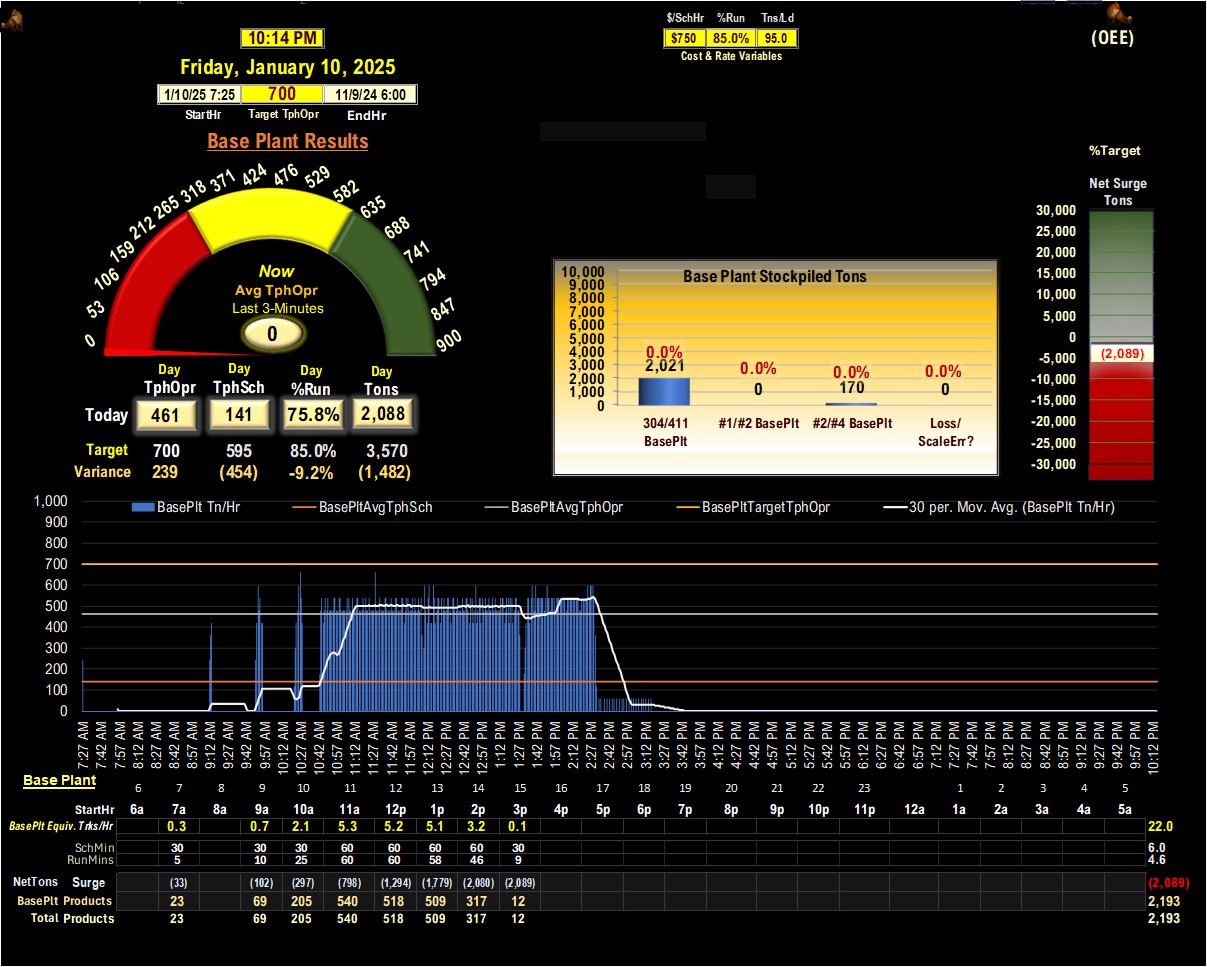 $/SchHr %Run Tns/Ld
10:14 PM $750 85.0% 95.0 (OEE)
Cost & Rate Variables
Friday, January 10, 2025
1/10/25 7:25 700 11/9/24 6:00
StartHr Target TphOpr EndHr
Base Plant Results
%Target
Net Surge
Tons
0 53 106 159 212 265 318 371 424 476 529 582 635 688 741 794 847 900
Now
Avg TphOpr
Last 3-Minutes
0
Day Day Day Day
TphOpr TphSch %Run Tons
Today 461 141 75.8% 2,088
Target 700 595 85.0% 3,570
Variance 239 (454) -9.2% (1,482)
Base Plant Stockpiled Tons
10,000
9,000
8,000
7,000
6,000
5,000
4,000
3,000
2,000
1,000
0
0.0% 0.0% 0.0% 0.0%
2,021 0 170 0
304/411 BasePlt
#1/#2 BasePlt
#2/#4 BasePlt
Loss/ ScaleErr?
30,000
25,000
20,000
15,000
10,000
5,000
0
-5,000
-10,000
-15,000
-20,000
-25,000
-30,000
(2,089)
BasePlt Tn/Hr BasePltAvgTphSch BasePltAvgTphOpr BasePltTargetTphOpr 30 per. Mov. Avg. (BasePlt Tn/Hr)
1,000
900
800
700
600
500
400
300
200
100
0
7:27 AM 7:42 AM 7:57 AM 8:12 AM 8:27 AM 8:42 AM 8:57 AM 9:12 AM 9:27 AM 9:42 AM 9:57 AM 10:12 AM 10:27 AM 10:42 AM 10:57 AM 11:12 AM 11:27 AM 11:42 AM 11:57 AM 12:12 PM 12:27 PM 12:42 PM 12:57 PM 1:12 PM 1:27 PM 1:42 PM 1:57 PM 2:12 PM 2:27 PM 2:42 PM 2:57 PM 3:12 PM 3:27 PM 3:42 PM 3:57 PM 4:12 PM 4:27 PM 4:42 PM 4:57 PM 5:12 PM 5:27 PM 5:42 PM 5:57 PM 6:12 PM 6:27 PM 6:42 PM 6:57 PM 7:12 PM 7:27 PM 7:42 PM 7:57 PM 8:12 PM 8:27 PM 8:42 PM 8:57 PM 9:12 PM 9:27 PM 9:42 PM 9:57 PM 10:12 PM
Base Plant
6 7 8 9 10 11 12 13 14 15 16 17 18 19 20 21 22 23 1 2 3 4 5
StartHr 6a 7a 8a 9a 10a 11a 12p 1p 2p 3p 4p 5p 6p 7p 8p 9p 10p 11p 12a 1a 2a 3a 4a 5a
BasePlt Equiv. Trks/Hr 0.3 0.7 2.1 5.3 5.2 5.1 3.2 0.1 22.0
SchMin 30 30 30 60 60 60 60 30 6.0
RunMins 5 10 25 60 60 58 46 9 4.6
NetTons Surge (33) (102) (297) (798) (1,294) (1,779) (2,080) (2,089) (2,089)
BasePlt Products 23 69 205 540 518 509 317 12 2,193
Total Products 23 69 205 540 518 509 317 12 2,193